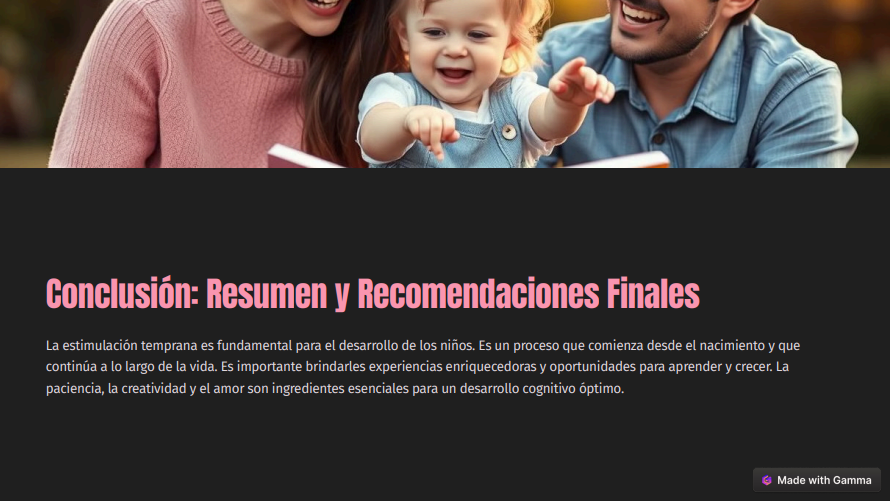 Conclusión: Resumen y Recomendaciones Finales
La estimulación temprana es fundamental para el desarrollo de los niños. Es un proceso que comienza desde el nacimiento y que
continúa a lo largo de la vida. Es importante brindarles experiencias enriquecedoras y oportunidades para aprender y crecer. La
paciencia, la creatividad y el amor son ingredientes esenciales para un desarrollo cognitivo óptimo.
Made with Gamma